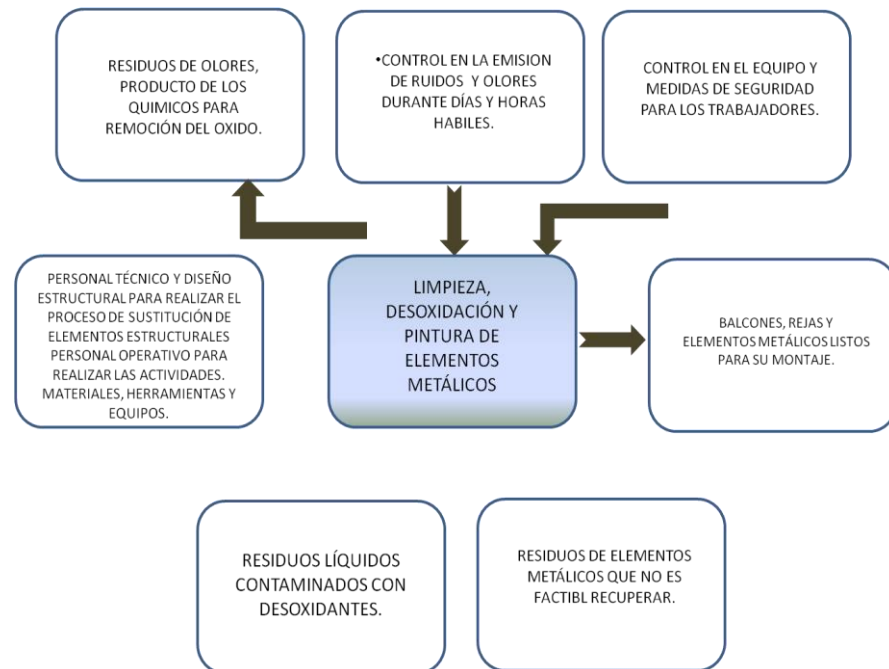 RESIDUOS DE OLORES,
PRODUCTO DE LOS
QUIMICOS PARA
REMOCIÓN DEL OXIDO.
•CONTROL EN LA EMISION
DE RUIDOS Y OLORES
DURANTE DÍAS Y HORAS
HABILES.
CONTROL EN EL EQUIPO Y
MEDIDAS DE SEGURIDAD
PARA LOS TRABAJADORES.
PERSONAL TÉCNICO Y DISEÑO
ESTRUCTURAL PARA REALIZAR EL
PROCESO DE SUSTITUCIÓN DE
ELEMENTOS ESTRUCTURALES
PERSONAL OPERATIVO PARA
REALIZAR LAS ACTIVIDADES.
MATERIALES, HERRAMIENTAS Y
EQUIPOS.
LIMPIEZA,
DESOXIDACIÓN Y
PINTURA DE
ELEMENTOS
METÁLICOS
BALCONES, REJAS Y
ELEMENTOS METÁLICOS LISTOS
PARA SU MONTAJE.
RESIDUOS LÍQUIDOS
CONTAMINADOS CON
DESOXIDANTES.
RESIDUOS DE ELEMENTOS
METÁLICOS QUE NO ES
FACTIBL RECUPERAR.